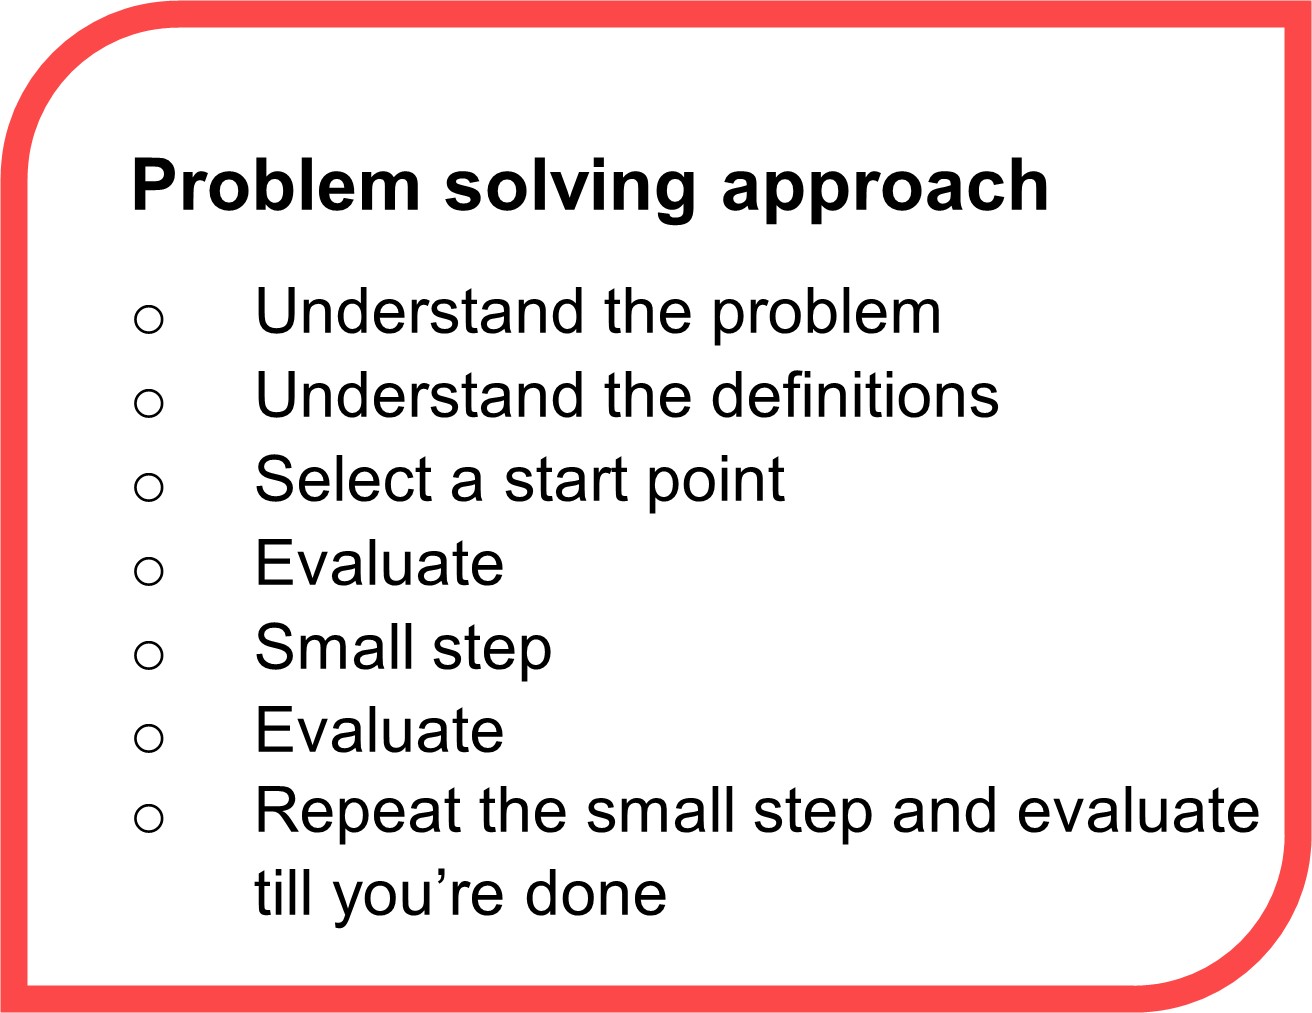 Problem solving approach
o Understand the problem
o Understand the definitions
o Select a start point
o Evaluate
o Small step
o Evaluate
o Repeat the small step and evaluate
till you’re done